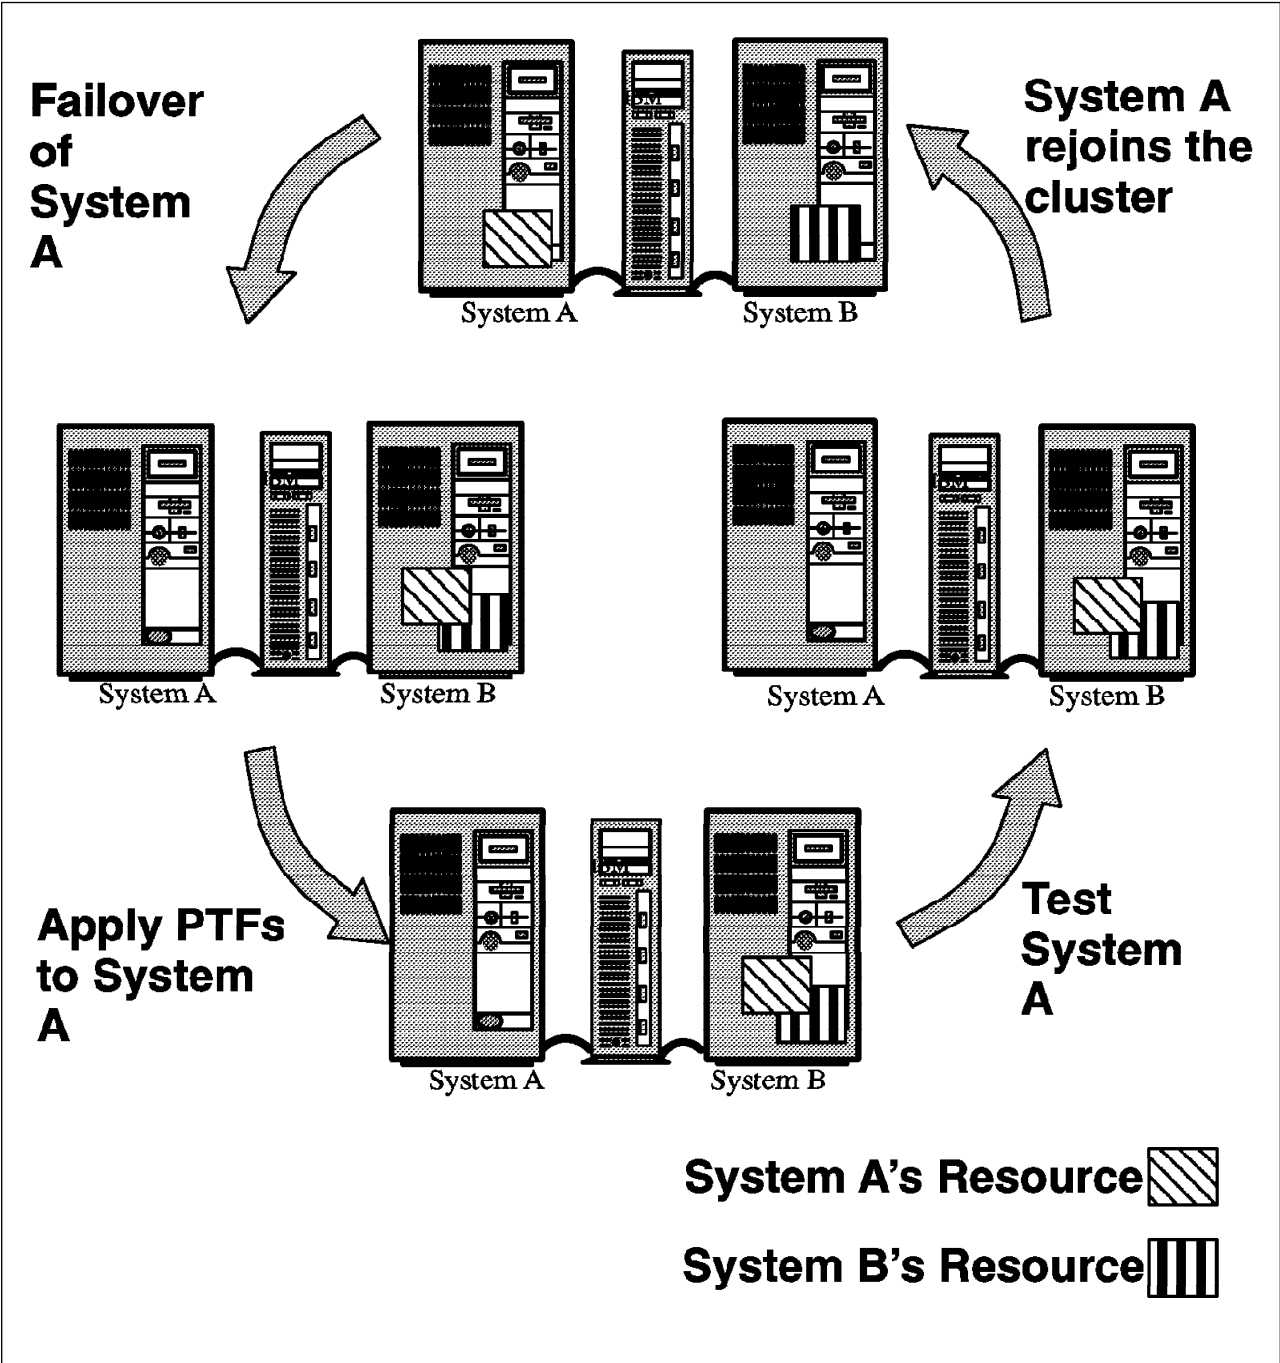 Failover
of
System
A
System A
rejoins the
cluster
System A
System B
System A
System B
System A
System B
Apply PTFs
to System
A
Test
System
A
System A
System B
System A's Resource
System B's Resource